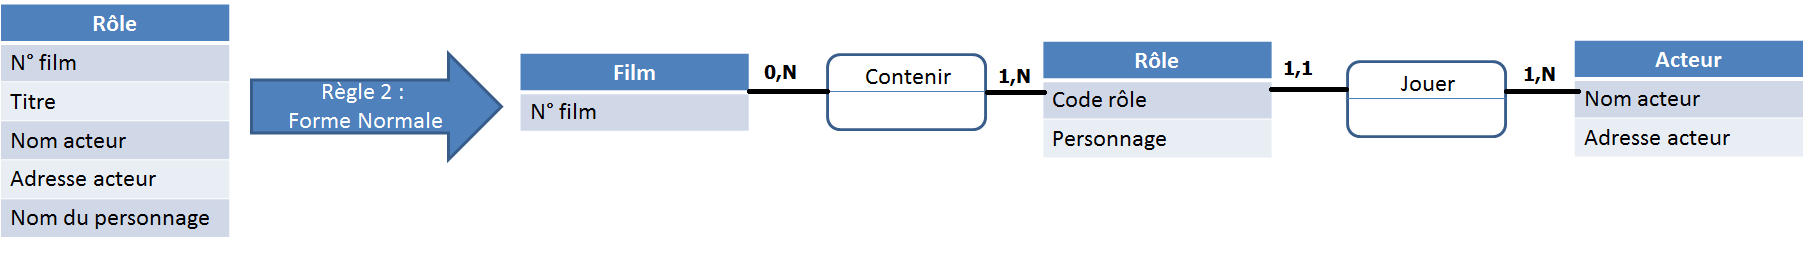 Rôle
N° film
Titre
Nom acteur
Adresse acteur
Nom du personnage
Règle 2 :
Forme Normale
Film
N° film
0,N
Contenir
1,N
Rôle
Code rôle
Personnage
1,1
Jouer
1,N
Acteur
Nom acteur
Adresse acteur